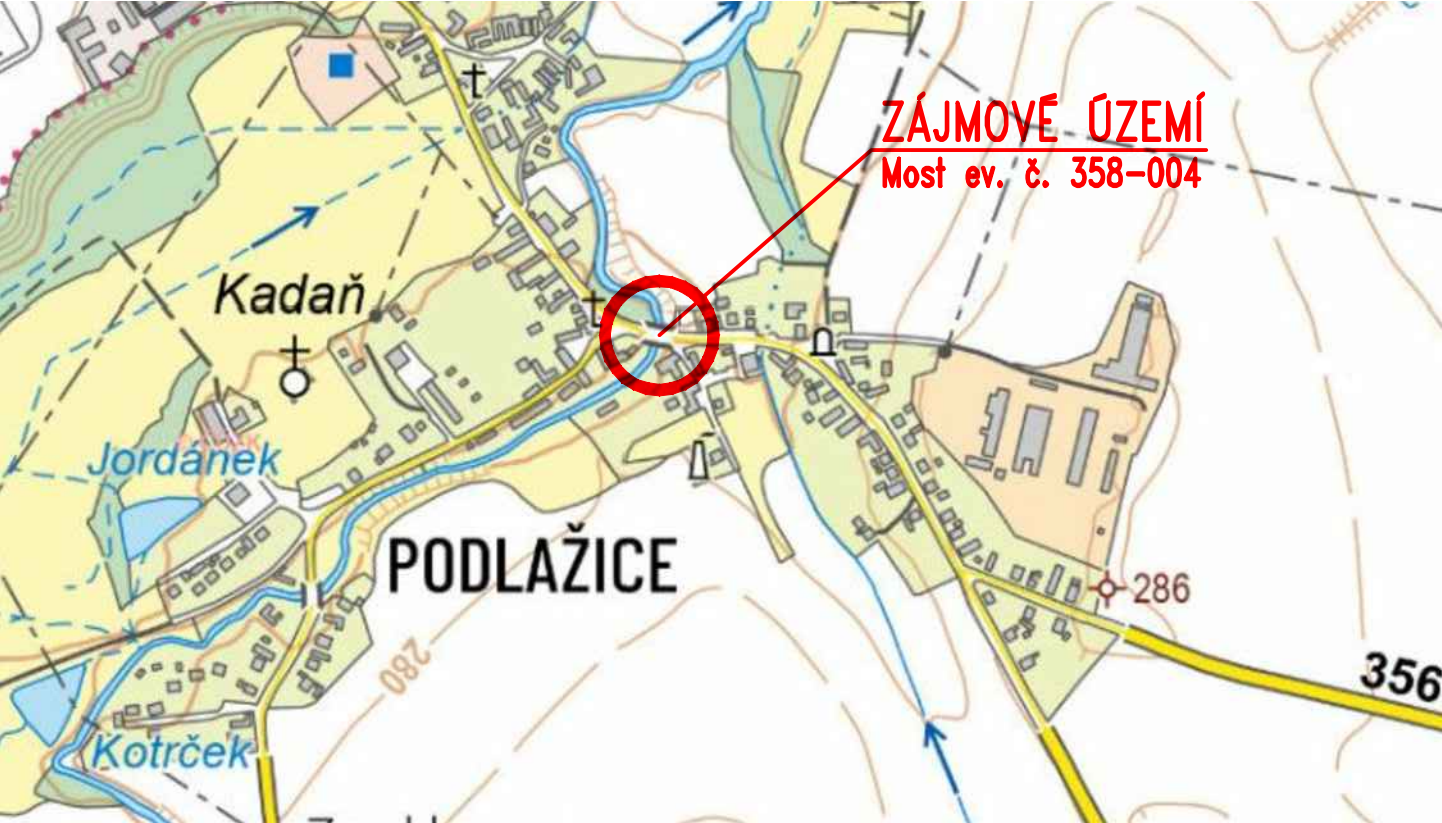 ZÁJMOVÉ ÚZEMÍ
Most ev. č. 358-004
Kadaň
Jordánek
PODLAŽICE
286
280
356
Kotrček